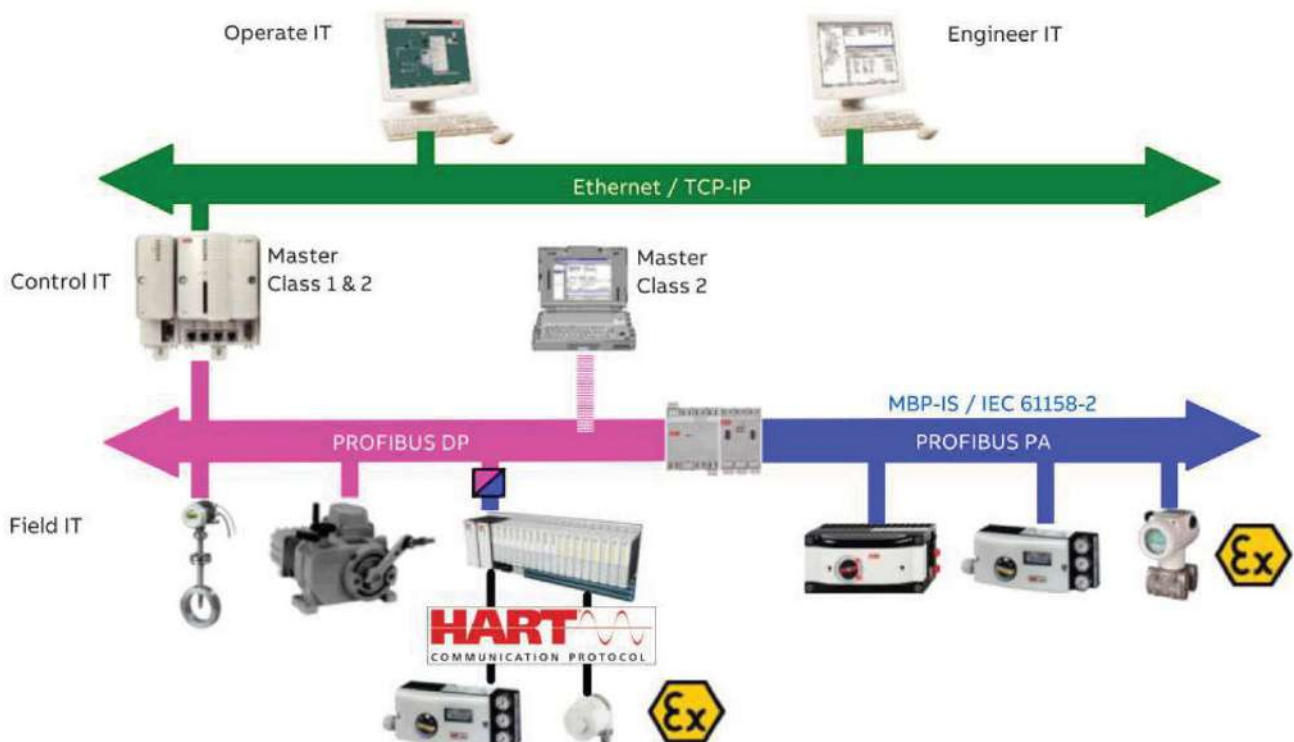 Operate IT
Engineer IT
Ethernet / TCP-IP
Control IT
Master
Class 1 & 2
Master
Class 2
MBP-IS / IEC 61158-2
PROFIBUS DP
PROFIBUS PA
Field IT
Ex
HART
COMMUNICATION PROTOCOL
Ex